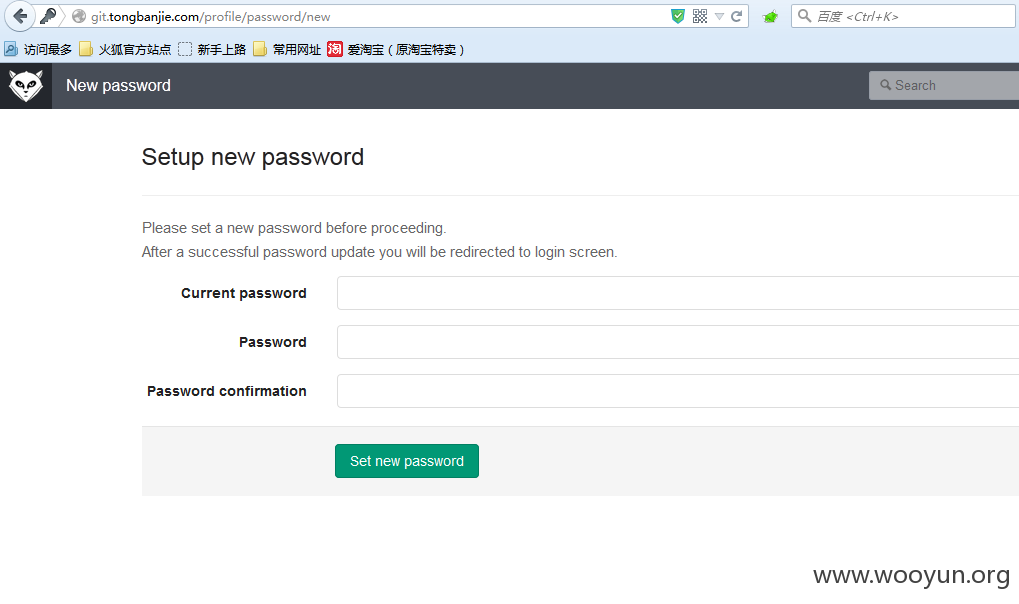 git.tongbanjie.com/profile/password/new
百度 <Ctrl+K>
访问最多 火狐官方站点 新手上路 常用网址 淘 爱淘宝（原淘宝特卖）
New password
Search
Setup new password
Please set a new password before proceeding.
After a successful password update you will be redirected to login screen.
Current password
Password
Password confirmation
Set new password
www.wooyun.org